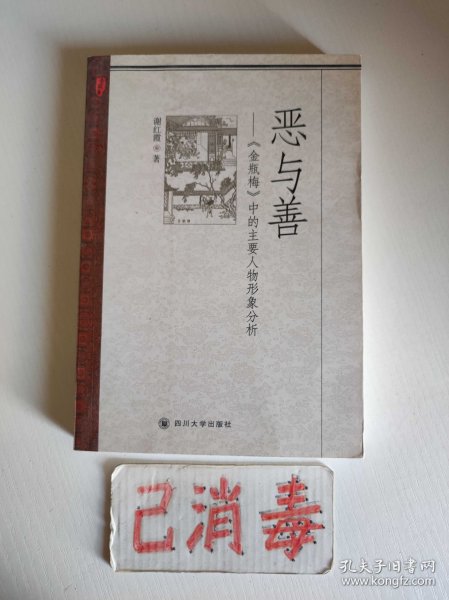 恶与善
——《金瓶梅》中的主要人物形象分析
谢红霞 著
四川大学出版社
已消毒
孔夫子旧书网
www.kongfz.com